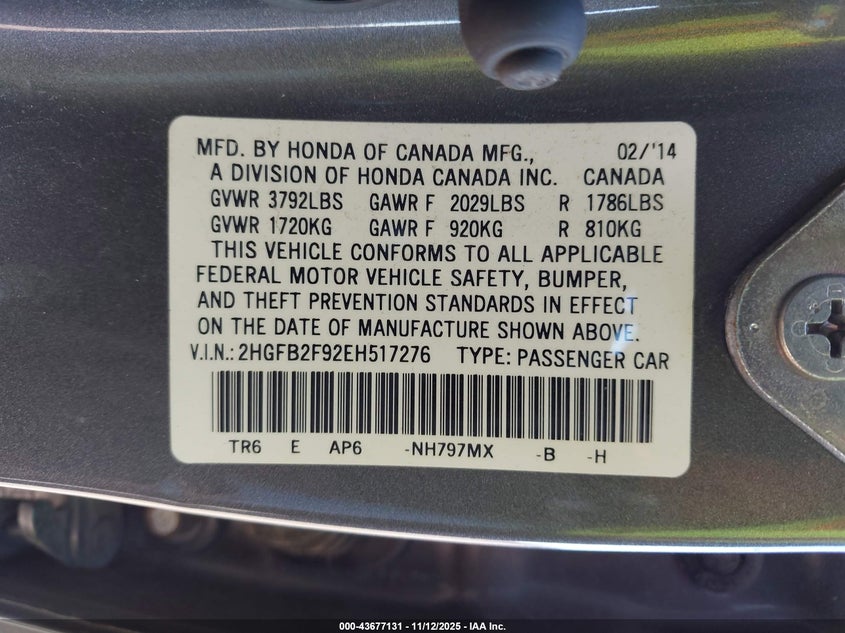 MFD. BY HONDA OF CANADA MFG., 02/'14
A DIVISION OF HONDA CANADA INC. CANADA
GVWR 3792LBS GAWR F 2029LBS R 1786LBS
GVWR 1720KG GAWR F 920KG R 810KG
THIS VEHICLE CONFORMS TO ALL APPLICABLE
FEDERAL MOTOR VEHICLE SAFETY, BUMPER,
AND THEFT PREVENTION STANDARDS IN EFFECT
ON THE DATE OF MANUFACTURE SHOWN ABOVE.
V.I.N.: 2HGFB2F92EH517276 TYPE: PASSENGER CAR
TR6 E AP6 -NH797MX -B -H
000-43677131 - 11/12/2025 - IAA Inc.